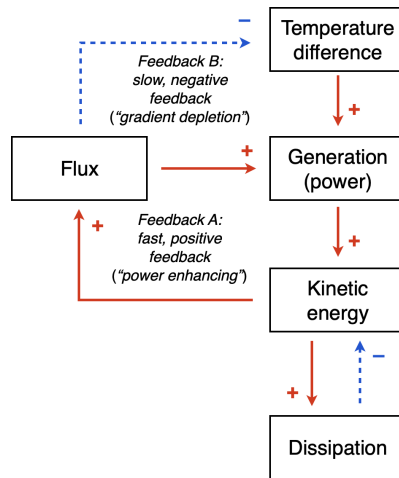 −
Temperature
difference
Feedback B:
slow, negative
feedback
(“gradient depletion”)
+
Flux
+
Generation
(power)
+
Feedback A:
fast, positive
feedback
(“power enhancing”)
+
Kinetic
energy
+
−
Dissipation